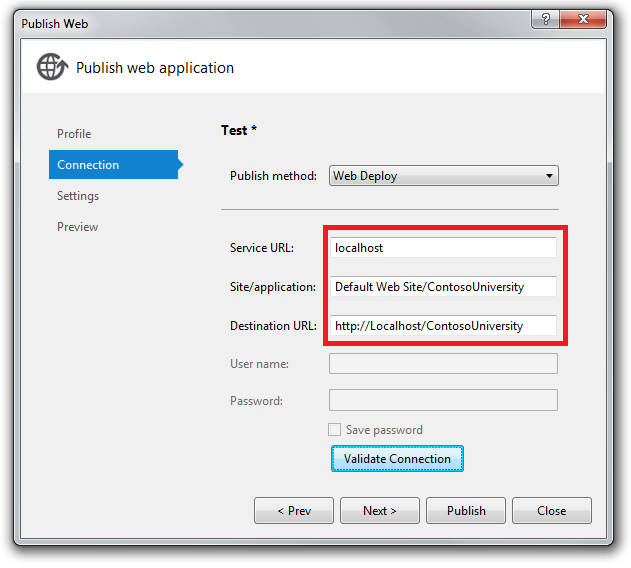 Publish Web
?
Publish web application
Profile
Connection
Settings
Preview
Test *
Publish method: Web Deploy
Service URL: localhost
Site/application: Default Web Site/ContosoUniversity
Destination URL: http://Localhost/ContosoUniversity
User name:
Password:
Save password
Validate Connection
< Prev Next > Publish Close